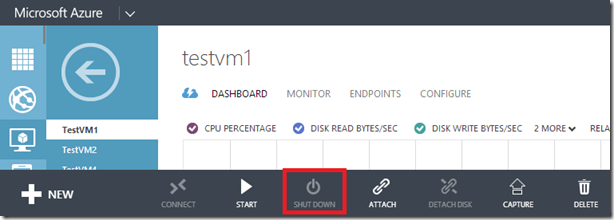 Microsoft Azure
testvm1
DASHBOARD MONITOR ENDPOINTS CONFIGURE
TestVM1
CPU PERCENTAGE DISK READ BYTES/SEC DISK WRITE BYTES/SEC 2 MORE RELA
TestVM2
TestVM4
NEW
CONNECT START SHUT DOWN ATTACH DETACH DISK CAPTURE DELETE